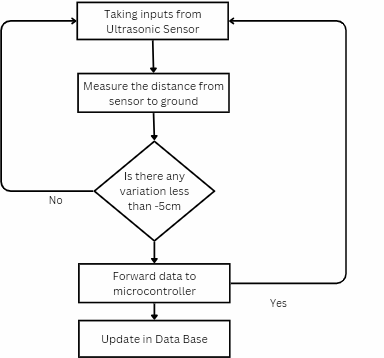 Taking inputs from
Ultrasonic Sensor
Measure the distance from
sensor to ground
Is there any
variation less
than -5cm
No
Forward data to
microcontroller
Yes
Update in Data Base